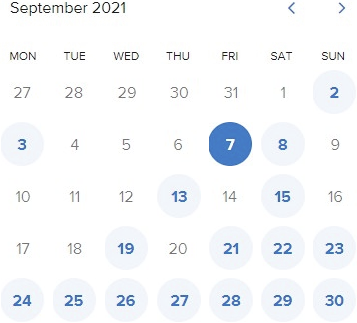 September 2021
MON TUE WED THU FRI SAT SUN
27 28 29 30 31 1 2
3 4 5 6 7 8 9
10 11 12 13 14 15 16
17 18 19 20 21 22 23
24 25 26 27 28 29 30